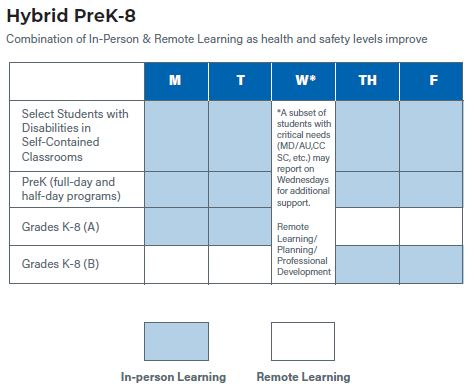 Hybrid PreK-8
Combination of In-Person & Remote Learning as health and safety levels improve
M T W* TH F
Select Students with
Disabilities in
Self-Contained
Classrooms
PreK (full-day and
half-day programs)
Grades K-8 (A)
Grades K-8 (B)
*A subset of
students with
critical needs
(MD/AU,CC
SC, etc.) may
report on
Wednesdays
for additional
support.
Remote
Learning/
Planning/
Professional
Development
In-person Learning
Remote Learning